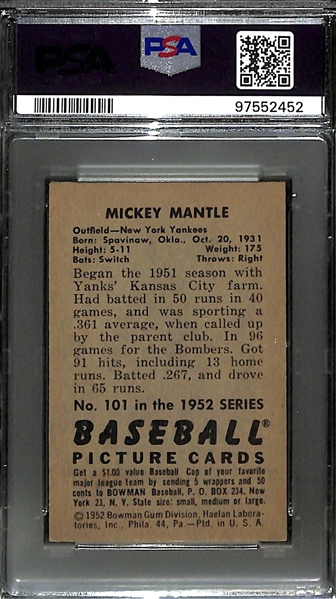 PSA
PSA
97552452
MICKEY MANTLE
Outfield—New York Yankees
Born: Spavinaw, Okla., Oct. 20, 1931
Height: 5-11 Weight: 175
Bats: Switch Throws: Right
Began the 1951 season with
Yanks' Kansas City farm.
Had batted in 50 runs in 40
games, and was sporting a
.361 average, when called up
by the parent club. In 96
games for the Bombers. Got
91 hits, including 13 home
runs. Batted .267, and drove
in 65 runs.
No. 101 in the 1952 SERIES
BASEBALL®
PICTURE CARDS
Get a $1.00 value Baseball Cap of your favorite
major league team by sending 5 wrappers and 50
cents to BOWMAN Baseball, P. O. BOX 234, New
York 23, N. Y. State size: small, medium or large.
©1952 Bowman Gum Division, Haelan Labora-
tories, Inc., Phila. 44, Pa.—Ptd. in U. S. A.